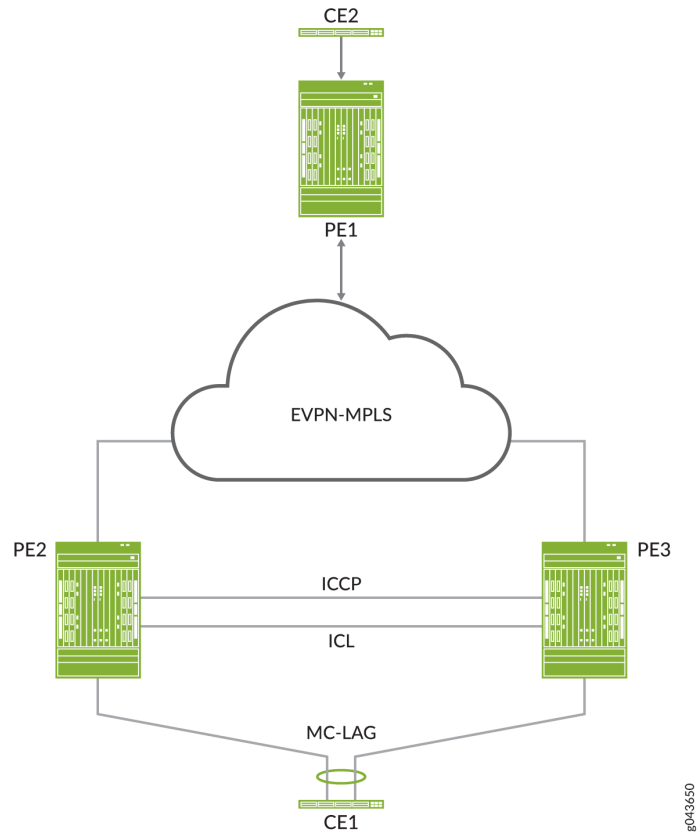 CE2
PE1
EVPN-MPLS
PE2
PE3
ICCP
ICL
MC-LAG
CE1
g043650